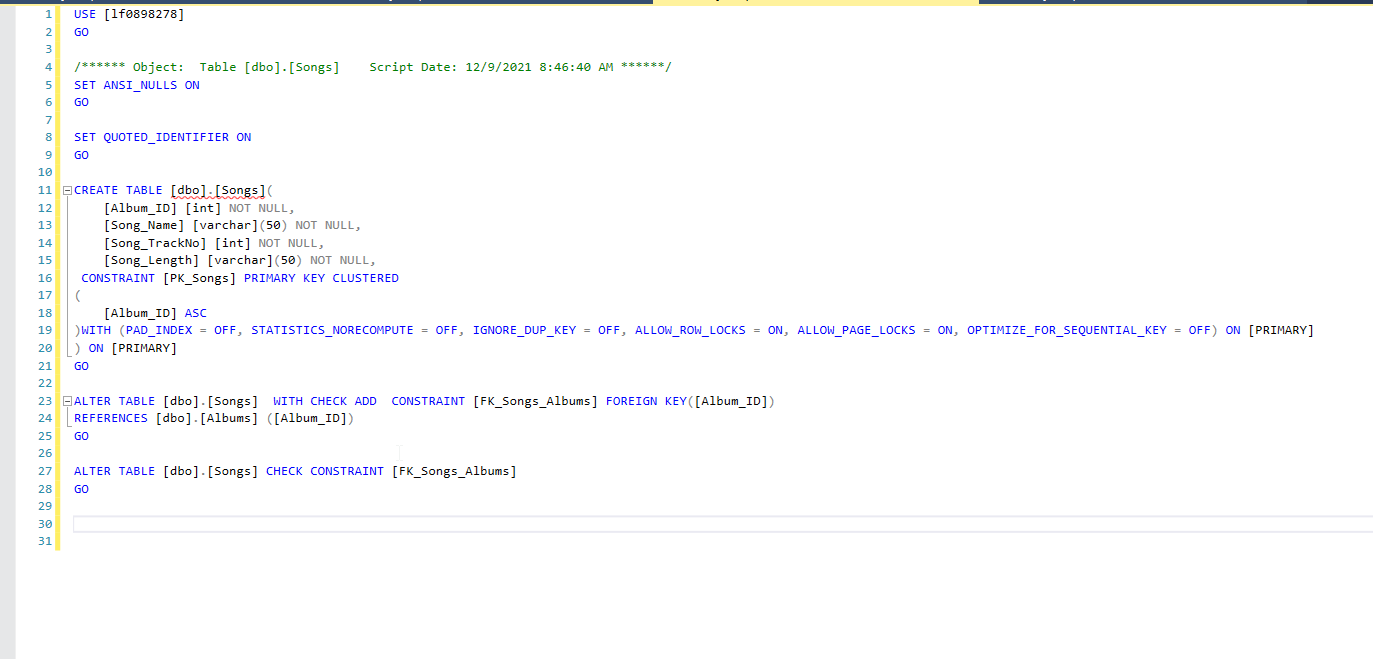 1 USE [lf0898278]
2 GO
3
4 /****** Object:  Table [dbo].[Songs]    Script Date: 12/9/2021 8:46:40 AM ******/
5 SET ANSI_NULLS ON
6 GO
7
8 SET QUOTED_IDENTIFIER ON
9 GO
10
11 CREATE TABLE [dbo].[Songs](
12     [Album_ID] [int] NOT NULL,
13     [Song_Name] [varchar](50) NOT NULL,
14     [Song_TrackNo] [int] NOT NULL,
15     [Song_Length] [varchar](50) NOT NULL,
16  CONSTRAINT [PK_Songs] PRIMARY KEY CLUSTERED
17 (
18     [Album_ID] ASC
19 )WITH (PAD_INDEX = OFF, STATISTICS_NORECOMPUTE = OFF, IGNORE_DUP_KEY = OFF, ALLOW_ROW_LOCKS = ON, ALLOW_PAGE_LOCKS = ON, OPTIMIZE_FOR_SEQUENTIAL_KEY = OFF) ON [PRIMARY]
20 ) ON [PRIMARY]
21 GO
22
23 ALTER TABLE [dbo].[Songs]  WITH CHECK ADD  CONSTRAINT [FK_Songs_Albums] FOREIGN KEY([Album_ID])
24 REFERENCES [dbo].[Albums] ([Album_ID])
25 GO
26
27 ALTER TABLE [dbo].[Songs] CHECK CONSTRAINT [FK_Songs_Albums]
28 GO
29
30
31